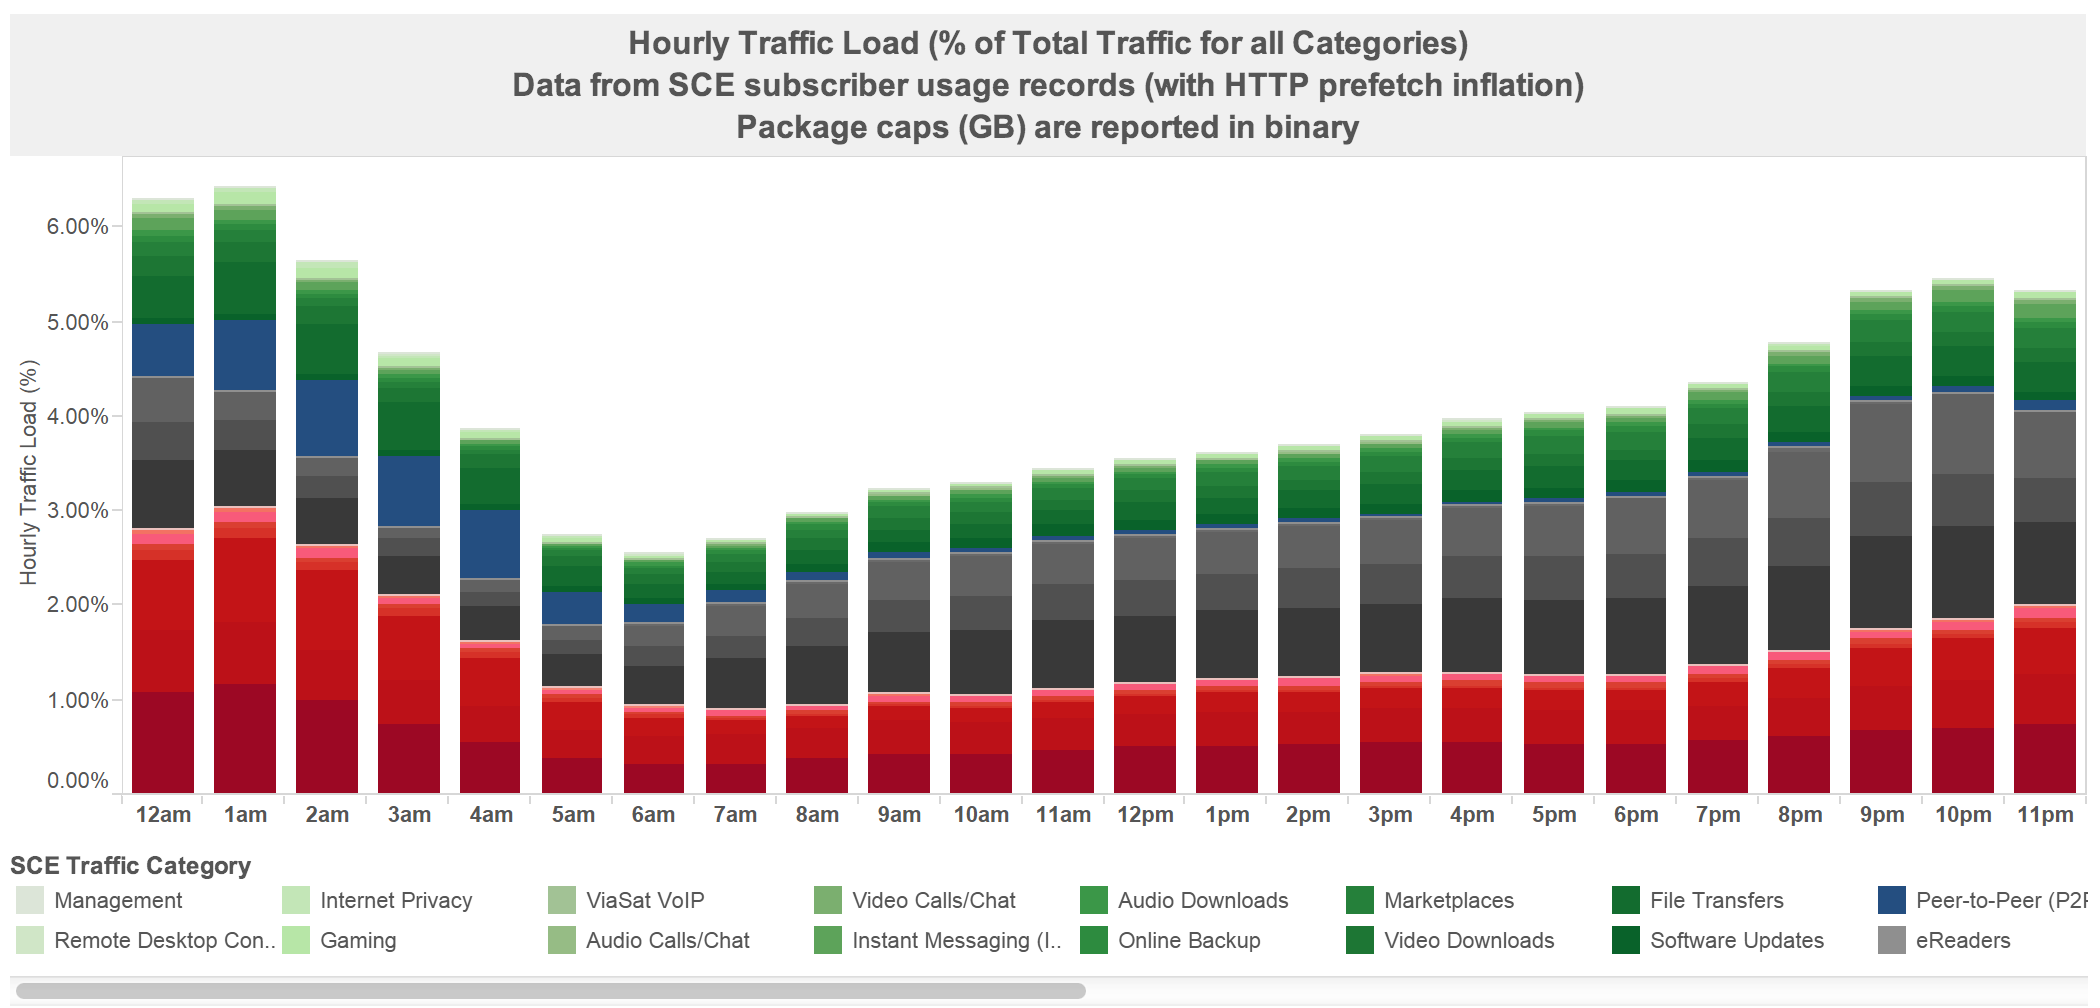 Hourly Traffic Load (% of Total Traffic for all Categories)
Data from SCE subscriber usage records (with HTTP prefetch inflation)
Package caps (GB) are reported in binary
Hourly Traffic Load (%)
6.00%
5.00%
4.00%
3.00%
2.00%
1.00%
0.00%
12am 1am 2am 3am 4am 5am 6am 7am 8am 9am 10am 11am 12pm 1pm 2pm 3pm 4pm 5pm 6pm 7pm 8pm 9pm 10pm 11pm
SCE Traffic Category
Management Internet Privacy ViaSat VoIP Video Calls/Chat Audio Downloads Marketplaces File Transfers Peer-to-Peer (P2P
Remote Desktop Con.. Gaming Audio Calls/Chat Instant Messaging (I.. Online Backup Video Downloads Software Updates eReaders